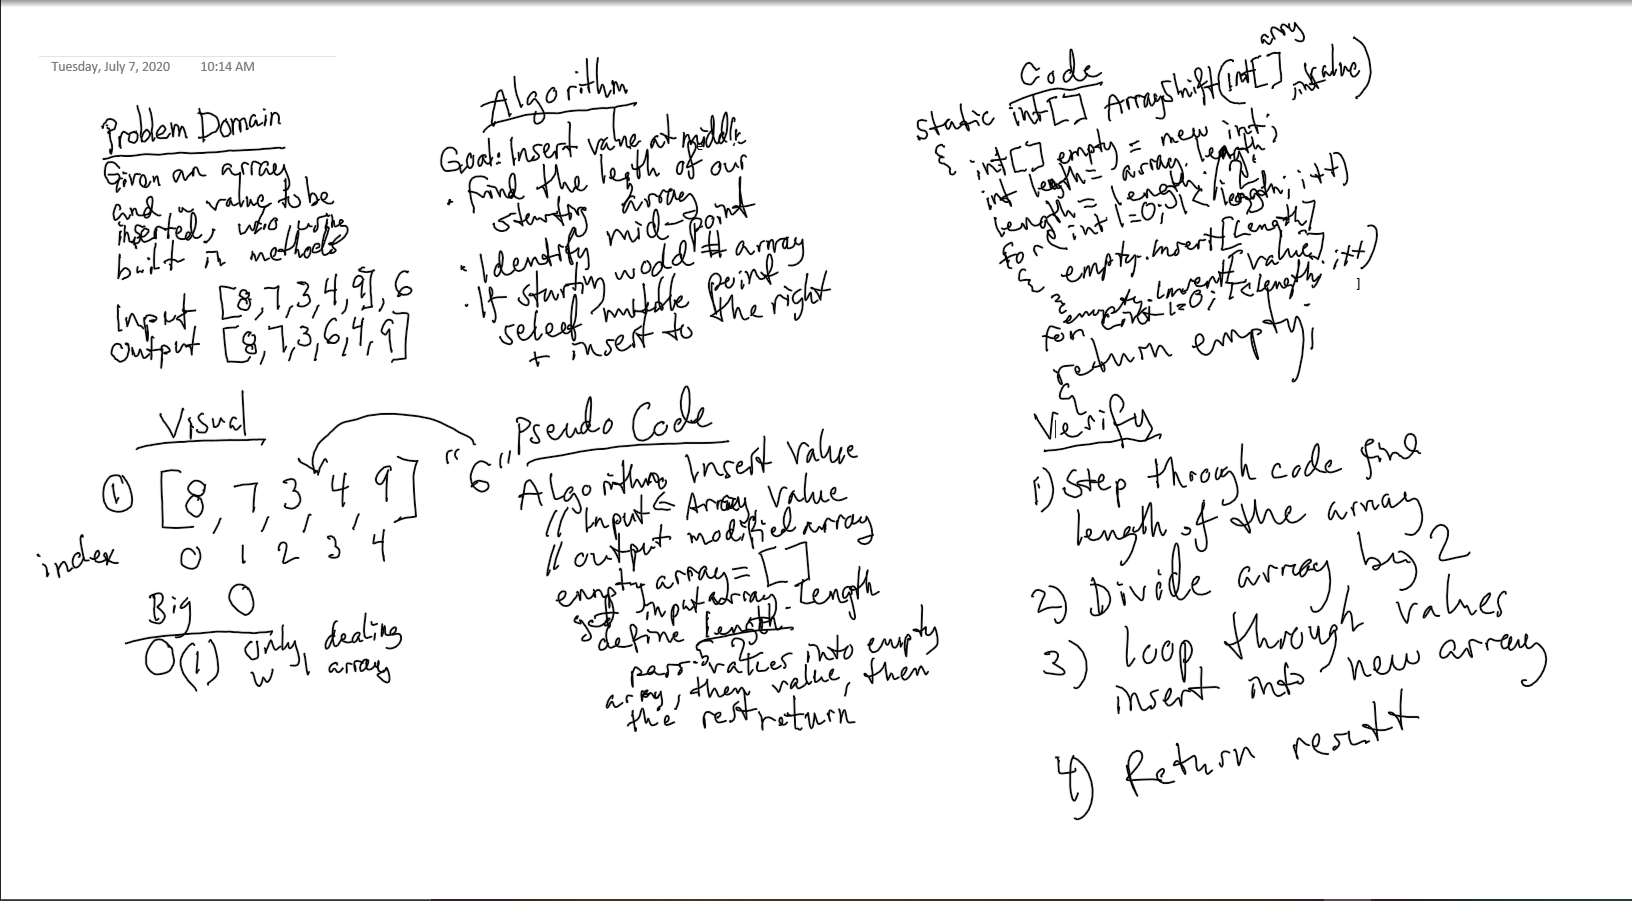 Tuesday, July 7, 2020 10:14 AM
Problem Domain
Given an array
and a value to be
inserted, w/o using
built in methods
Input [8,7,3,4,9], 6
Output [8,7,3,6,4,9]
Algorithm
Goal: Insert value at middle
• Find the legth of our
starting array
• Identify mid-point
• If starting w odd # array
select middle point
+ insert to the right
Code
static int[] ArrayShift(int[] arry int value)
{ int[] empty = new int;
int legth = array.length;
length = length / 2;
for int i=0; i < length; i++)
{ empty.insert[length]
} empty.insert[value]
for (int i=0; i<length; i++)
return empty;
{
Visual
① [8, 7, 3, 4, 9] "6"
index 0 1 2 3 4
Big O
O(1) only dealing
w 1 array
Pseudo Code
Algorithm Insert Value
// Input ← Array, Value
// output modified array
empty array = []
get input array. Length
define length
2
pass values into empty
array, then value, then
the rest return
Verify
1) Step through code find
length of the array
2) Divide array by 2
3) loop through values
insert into new array
4) Return result